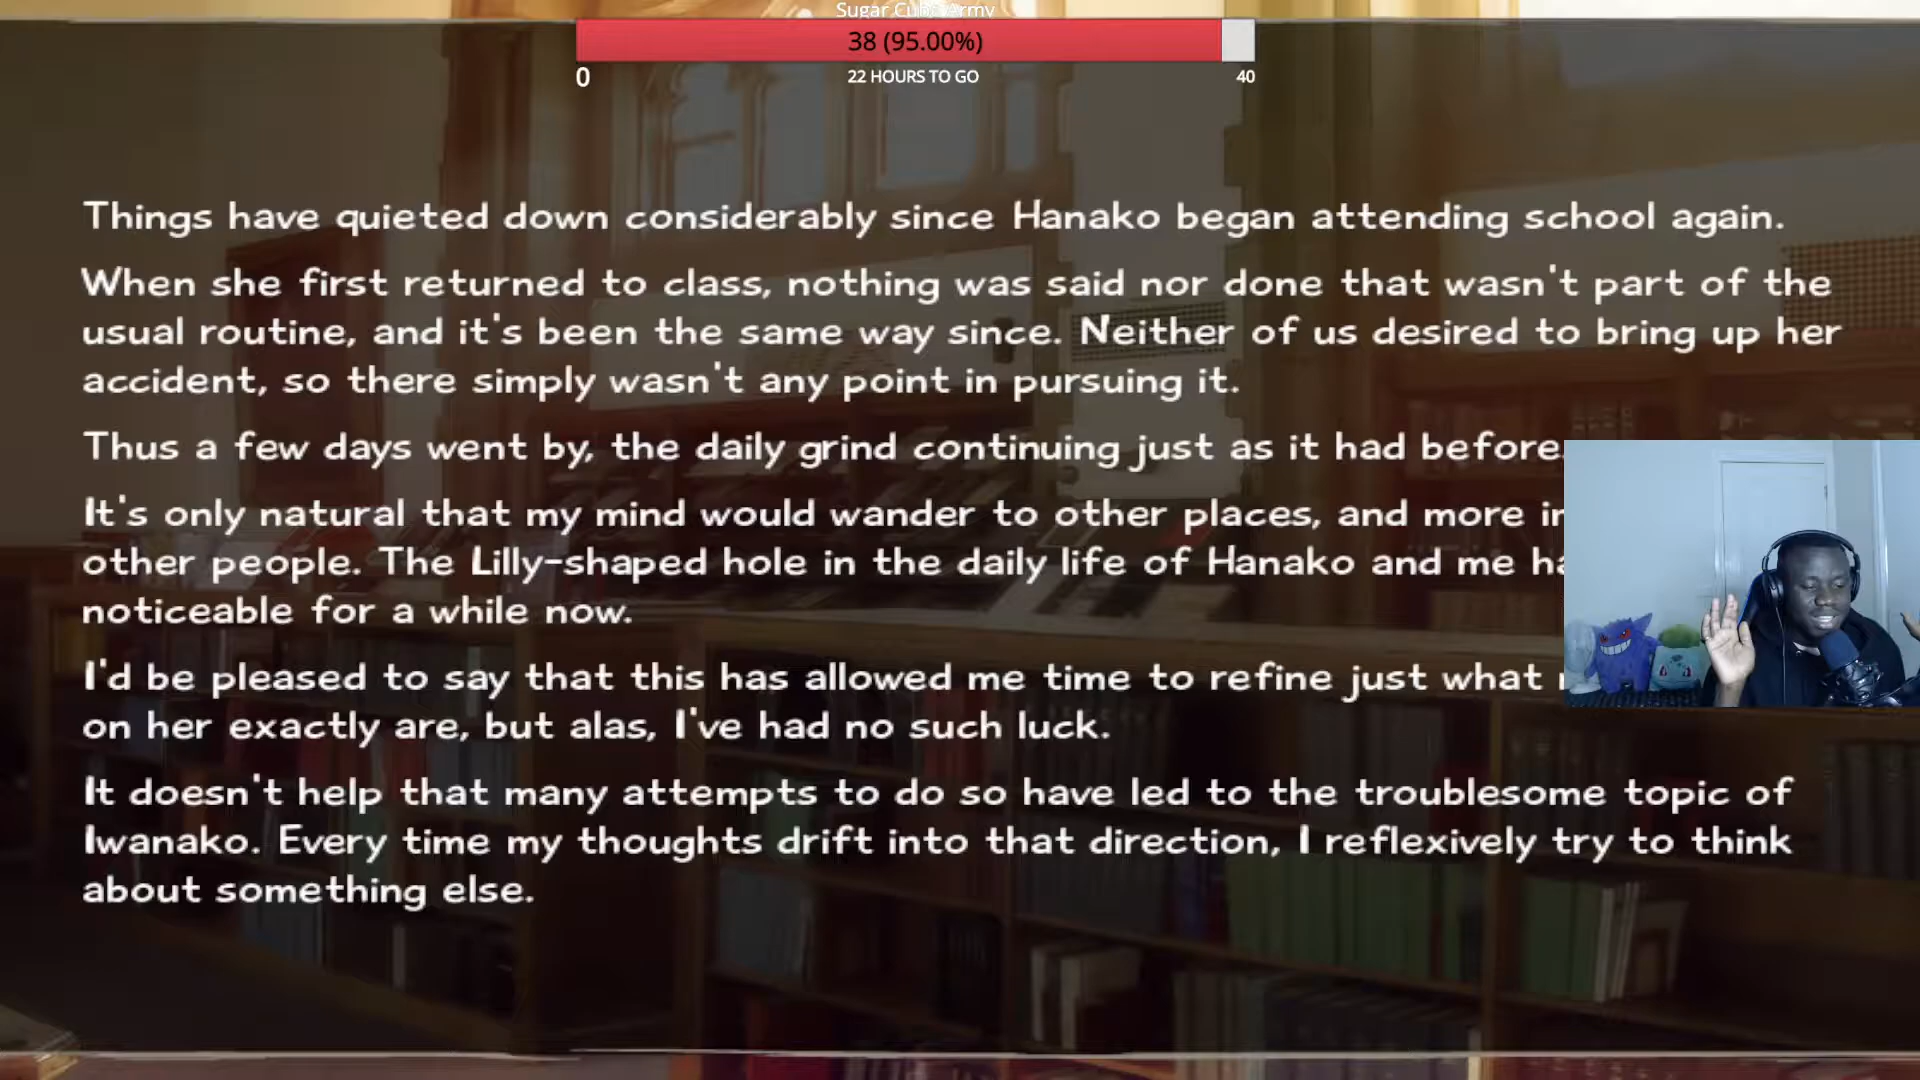 Sugar Cube Army
38 (95.00%)
0 22 HOURS TO GO 40
Things have quieted down considerably since Hanako began attending school again.
When she first returned to class, nothing was said nor done that wasn't part of the
usual routine, and it's been the same way since. Neither of us desired to bring up her
accident, so there simply wasn't any point in pursuing it.
Thus a few days went by, the daily grind continuing just as it had before.
It's only natural that my mind would wander to other places, and more
other people. The Lilly-shaped hole in the daily life of Hanako and me
noticeable for a while now.
I'd be pleased to say that this has allowed me time to refine just what
on her exactly are, but alas, I've had no such luck.
It doesn't help that many attempts to do so have led to the troublesome topic of
Iwanako. Every time my thoughts drift into that direction, I reflexively try to think
about something else.